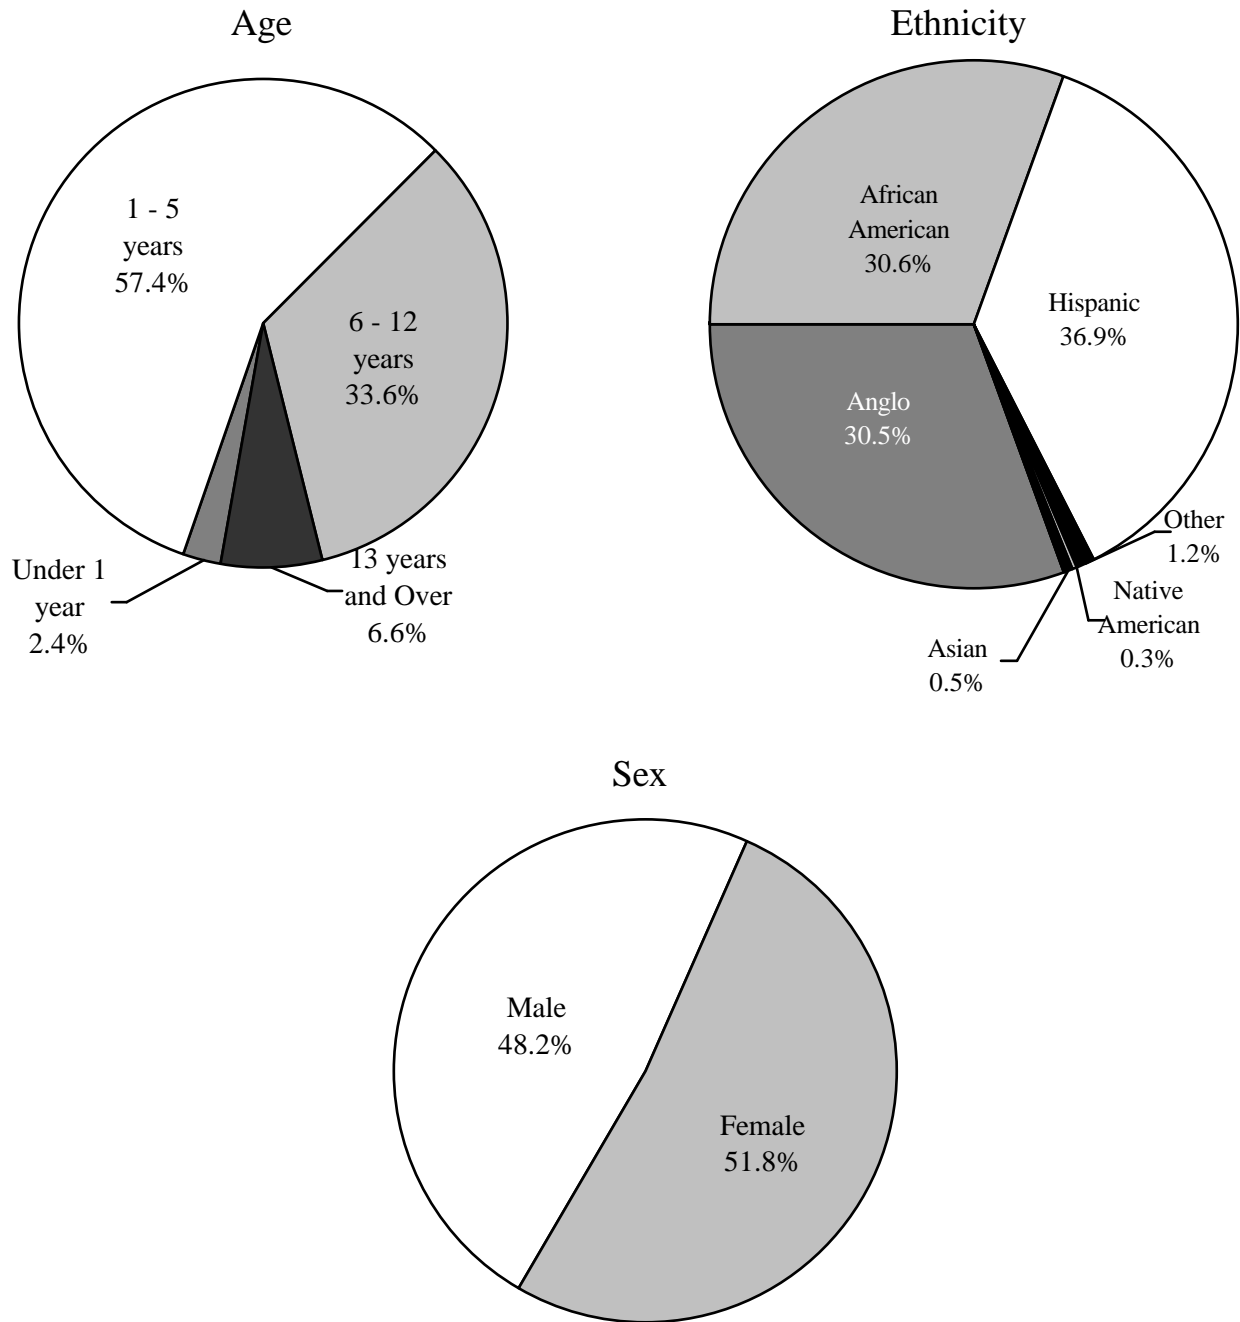 Age
1 - 5
years
57.4%
6 - 12
years
33.6%
13 years
and Over
6.6%
Under 1
year
2.4%
Ethnicity
African
American
30.6%
Hispanic
36.9%
Anglo
30.5%
Other
1.2%
Native
American
0.3%
Asian
0.5%
Sex
Male
48.2%
Female
51.8%